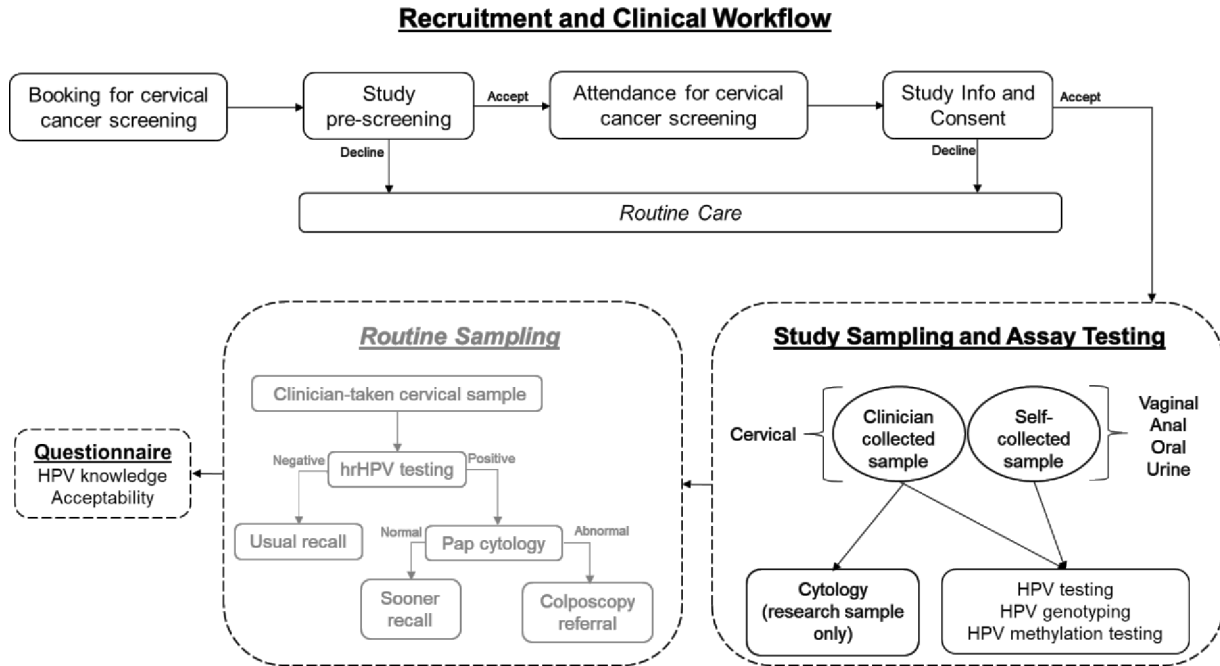 Recruitment and Clinical Workflow
Booking for cervical
cancer screening
Study
pre-screening
Accept
Attendance for cervical
cancer screening
Study Info and
Consent
Accept
Decline
Decline
Routine Care
Routine Sampling
Clinician-taken cervical sample
Negative
hrHPV testing
Positive
Usual recall
Normal
Pap cytology
Abnormal
Sooner
recall
Colposcopy
referral
Questionnaire
HPV knowledge
Acceptability
Study Sampling and Assay Testing
Cervical
Clinician
collected
sample
Self-
collected
sample
Vaginal
Anal
Oral
Urine
Cytology
(research sample
only)
HPV testing
HPV genotyping
HPV methylation testing